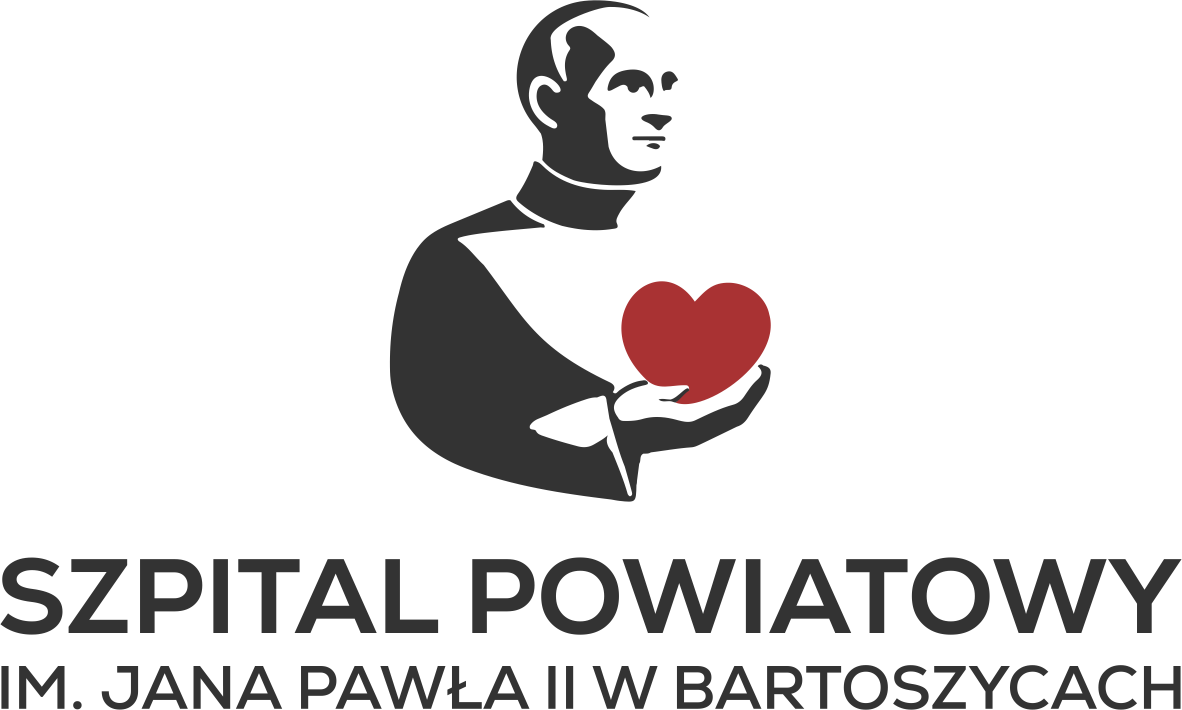 SZPITAL POWIATOWY
IM. JANA PAWŁA II W BARTOSZYCACH